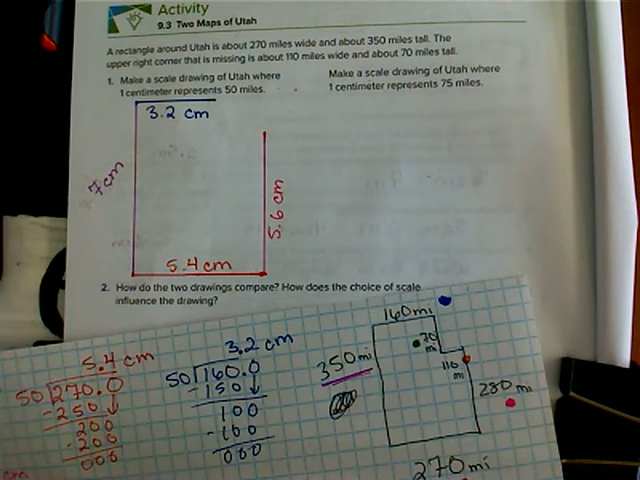 Activity
9.3 Two Maps of Utah
A rectangle around Utah is about 270 miles wide and about 350 miles tall. The
upper right corner that is missing is about 110 miles wide and about 70 miles tall.
1. Make a scale drawing of Utah where
1 centimeter represents 50 miles.
Make a scale drawing of Utah where
1 centimeter represents 75 miles.
3.2 cm
7cm
5.6 cm
5.4 cm
2. How do the two drawings compare? How does the choice of scale
influence the drawing?
5.4 cm
50 270.0
-250
200
-200
000
3.2 cm
50 160.0
-150
100
-100
000
160mi
70
mi
110
mi
350mi
280 mi
270mi
cm